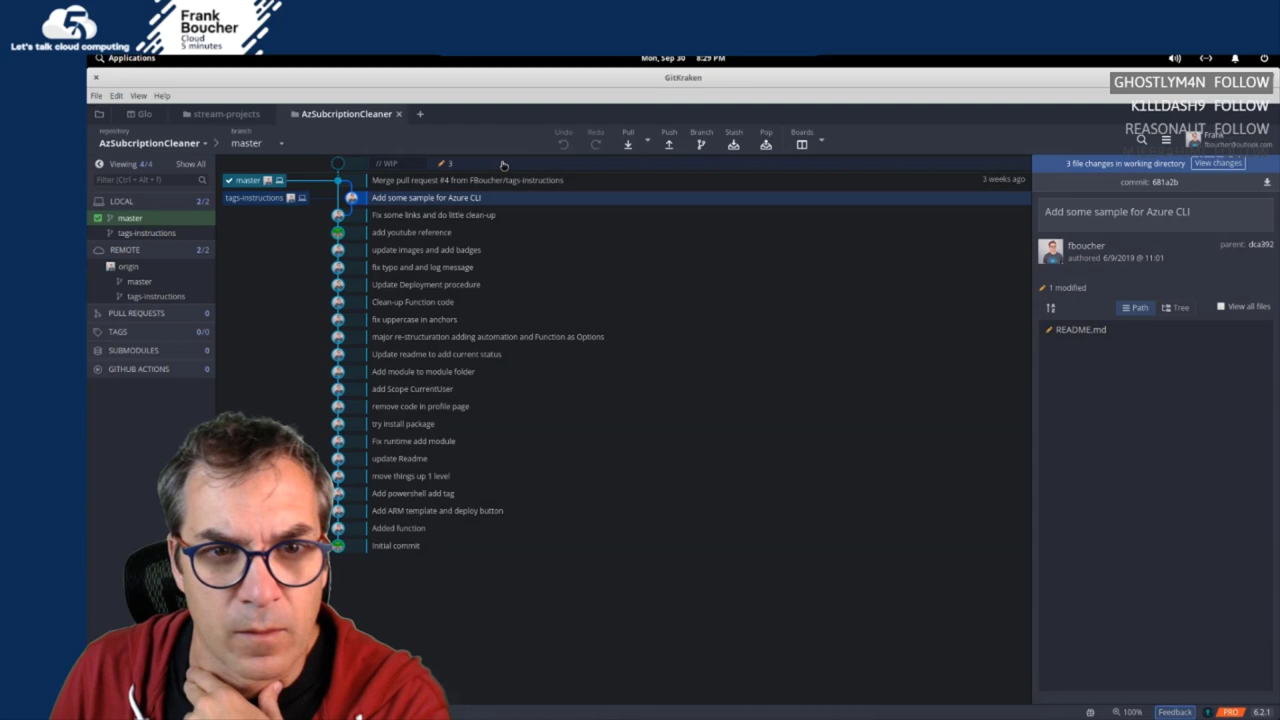 5
Let's talk cloud computing
Frank
Boucher
Cloud
5 minutes
Applications
Mon, Sep 30 8:29 PM
GitKraken
GHOSTLYM4N FOLLOW
K1LLDASH9 FOLLOW
REASONAUT FOLLOW
File Edit View Help
Glo
stream-projects
AzSubcriptionCleaner
repository
AzSubcriptionCleaner
branch
master
Undo
Redo
Pull
Push
Branch
Stash
Pop
Boards
Frank
fboucher@outlook.com
Viewing 4/4 Show All
Filter (Ctrl + Alt + f)
LOCAL 2/2
master
tags-instructions
REMOTE 2/2
origin
master
tags-instructions
PULL REQUESTS 0
TAGS 0/0
SUBMODULES 0
GITHUB ACTIONS 0
// WIP 3
master Merge pull request #4 from FBoucher/tags-instructions 3 weeks ago
tags-instructions Add some sample for Azure CLI
Fix some links and do little clean-up
add youtube reference
update images and add badges
fix typo and and log message
Update Deployment procedure
Clean-up Function code
fix uppercase in anchors
major re-structuration adding automation and Function as Options
Update readme to add current status
Add module to module folder
add Scope CurrentUser
remove code in profile page
try install package
Fix runtime add module
update Readme
move things up 1 level
Add powershell add tag
Add ARM template and deploy button
Added function
Initial commit
3 file changes in working directory View changes
commit: 681a2b
Add some sample for Azure CLI
fboucher
authored 6/9/2019 @ 11:01
parent: dca392
1 modified
Path Tree View all files
README.md
100% Feedback PRO 6.2.1